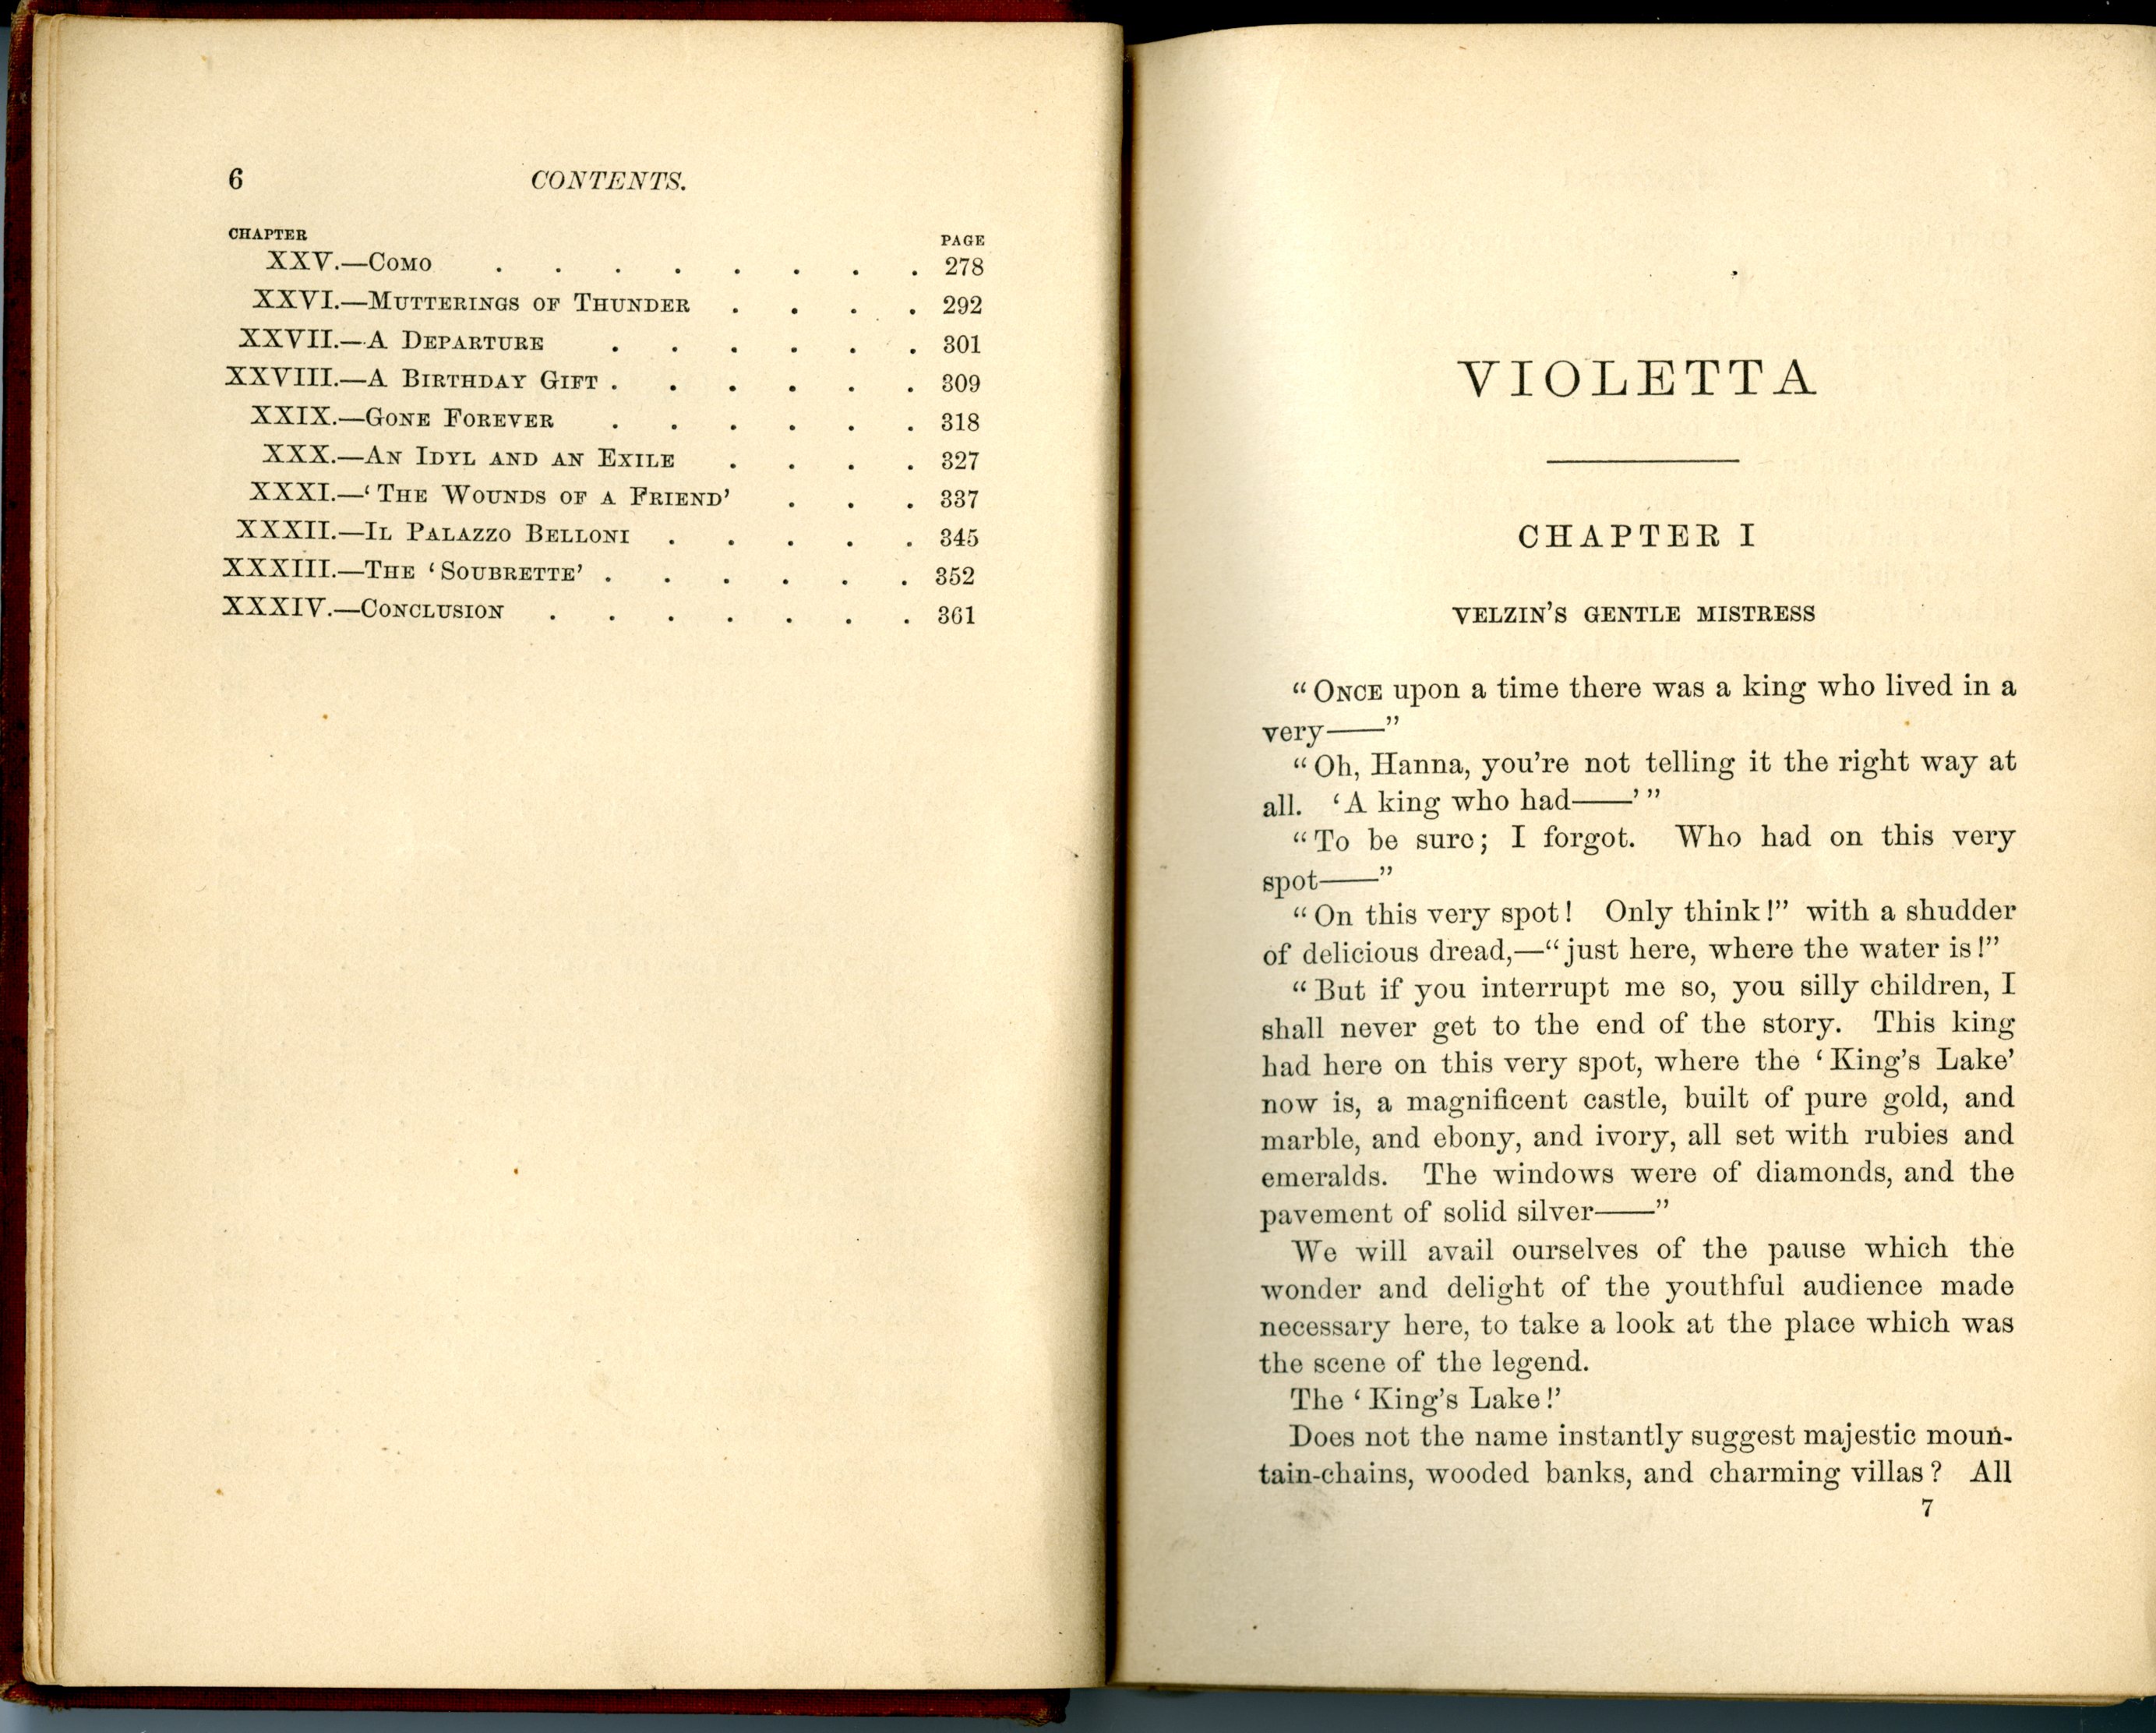 6 CONTENTS.
CHAPTER PAGE
XXV.—Como . . . . . . . . 278
XXVI.—Mutterings of Thunder . . . . 292
XXVII.—A Departure . . . . . . 301
XXVIII.—A Birthday Gift . . . . . . 309
XXIX.—Gone Forever . . . . . . 318
XXX.—An Idyl and an Exile . . . . 327
XXXI.—‘The Wounds of a Friend’ . . . 337
XXXII.—Il Palazzo Belloni . . . . . 345
XXXIII.—The ‘Soubrette’ . . . . . . 352
XXXIV.—Conclusion . . . . . . . 361
VIOLETTA
CHAPTER I
VELZIN’S GENTLE MISTRESS
“Once upon a time there was a king who lived in a
very——”
“Oh, Hanna, you’re not telling it the right way at
all. ‘A king who had——’”
“To be sure; I forgot. Who had on this very
spot——”
“On this very spot! Only think!” with a shudder
of delicious dread,—“just here, where the water is!”
“But if you interrupt me so, you silly children, I
shall never get to the end of the story. This king
had here on this very spot, where the ‘King’s Lake’
now is, a magnificent castle, built of pure gold, and
marble, and ebony, and ivory, all set with rubies and
emeralds. The windows were of diamonds, and the
pavement of solid silver——”
We will avail ourselves of the pause which the
wonder and delight of the youthful audience made
necessary here, to take a look at the place which was
the scene of the legend.
The ‘King’s Lake!’
Does not the name instantly suggest majestic moun-
tain-chains, wooded banks, and charming villas? All
7